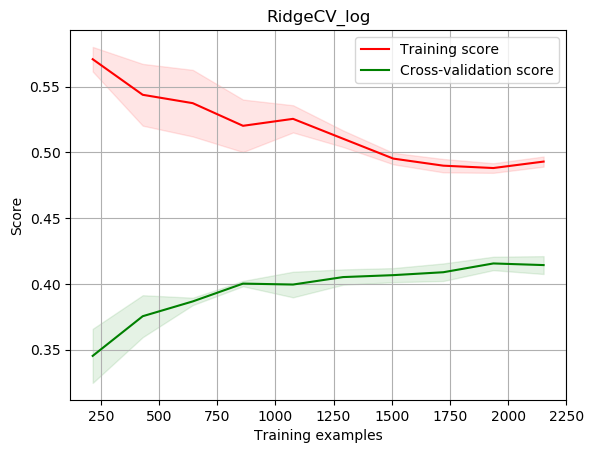 RidgeCV_log
Training score
Cross-validation score
0.55
0.50
0.45
0.40
0.35
Score
250 500 750 1000 1250 1500 1750 2000 2250
Training examples